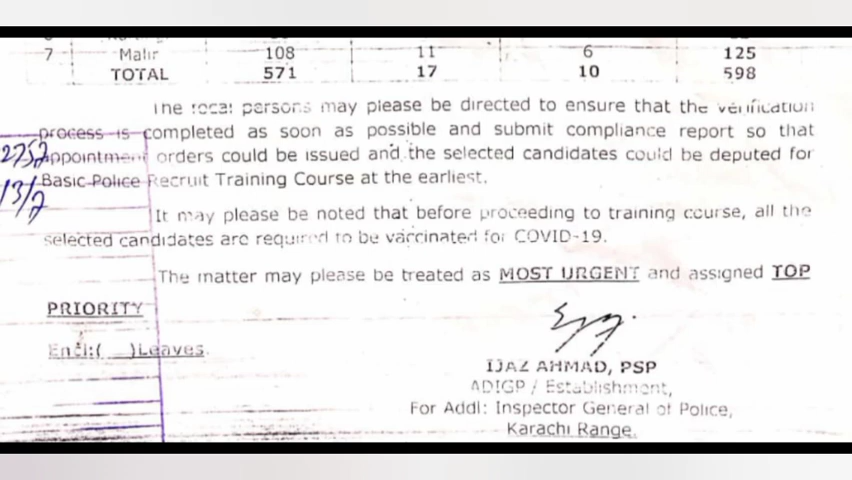 7 Malir 108 11 6 125
TOTAL 571 17 10 598
The focal persons may please be directed to ensure that the verification
process is completed as soon as possible and submit compliance report so that
appointment orders could be issued and the selected candidates could be deputed for
Basic Police Recruit Training Course at the earliest.
It may please be noted that before proceeding to training course, all the
selected candidates are required to be vaccinated for COVID-19.
The matter may please be treated as MOST URGENT and assigned TOP
PRIORITY
Encl:( )Leaves.
2752
13/7
IJAZ AHMAD, PSP
ADIGP / Establishment,
For Addl: Inspector General of Police,
Karachi Range.